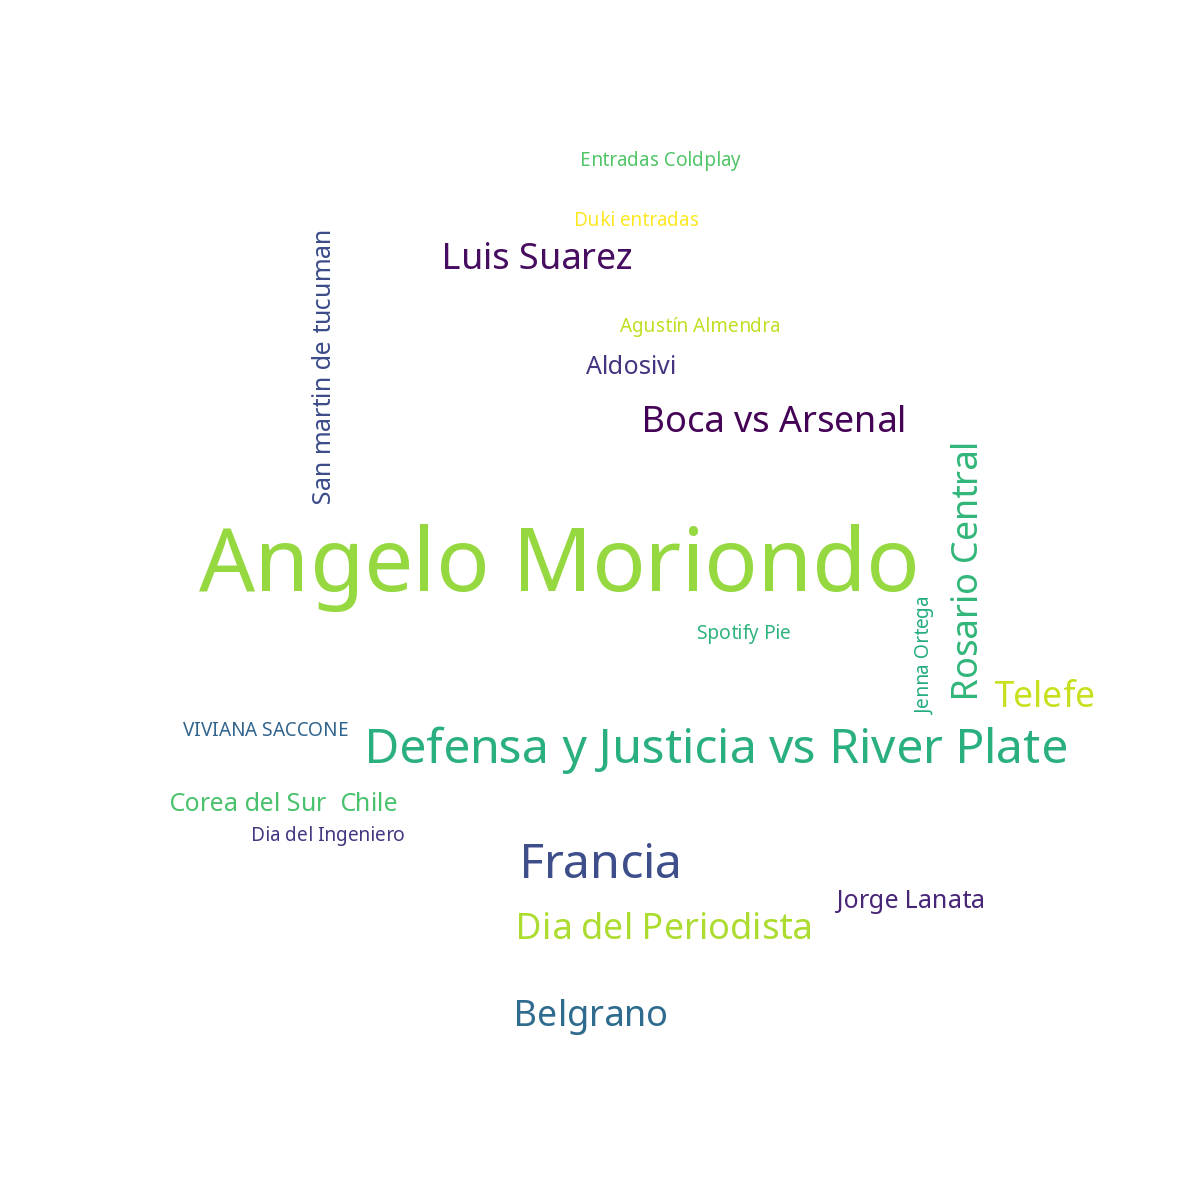 Entradas Coldplay
Duki entradas
Luis Suarez
San martin de tucuman
Agustín Almendra
Aldosivi
Boca vs Arsenal
Rosario Central
Angelo Moriondo
Jenna Ortega
Spotify Pie
Telefe
VIVIANA SACCONE
Defensa y Justicia vs River Plate
Corea del Sur  Chile
Dia del Ingeniero
Francia
Jorge Lanata
Dia del Periodista
Belgrano